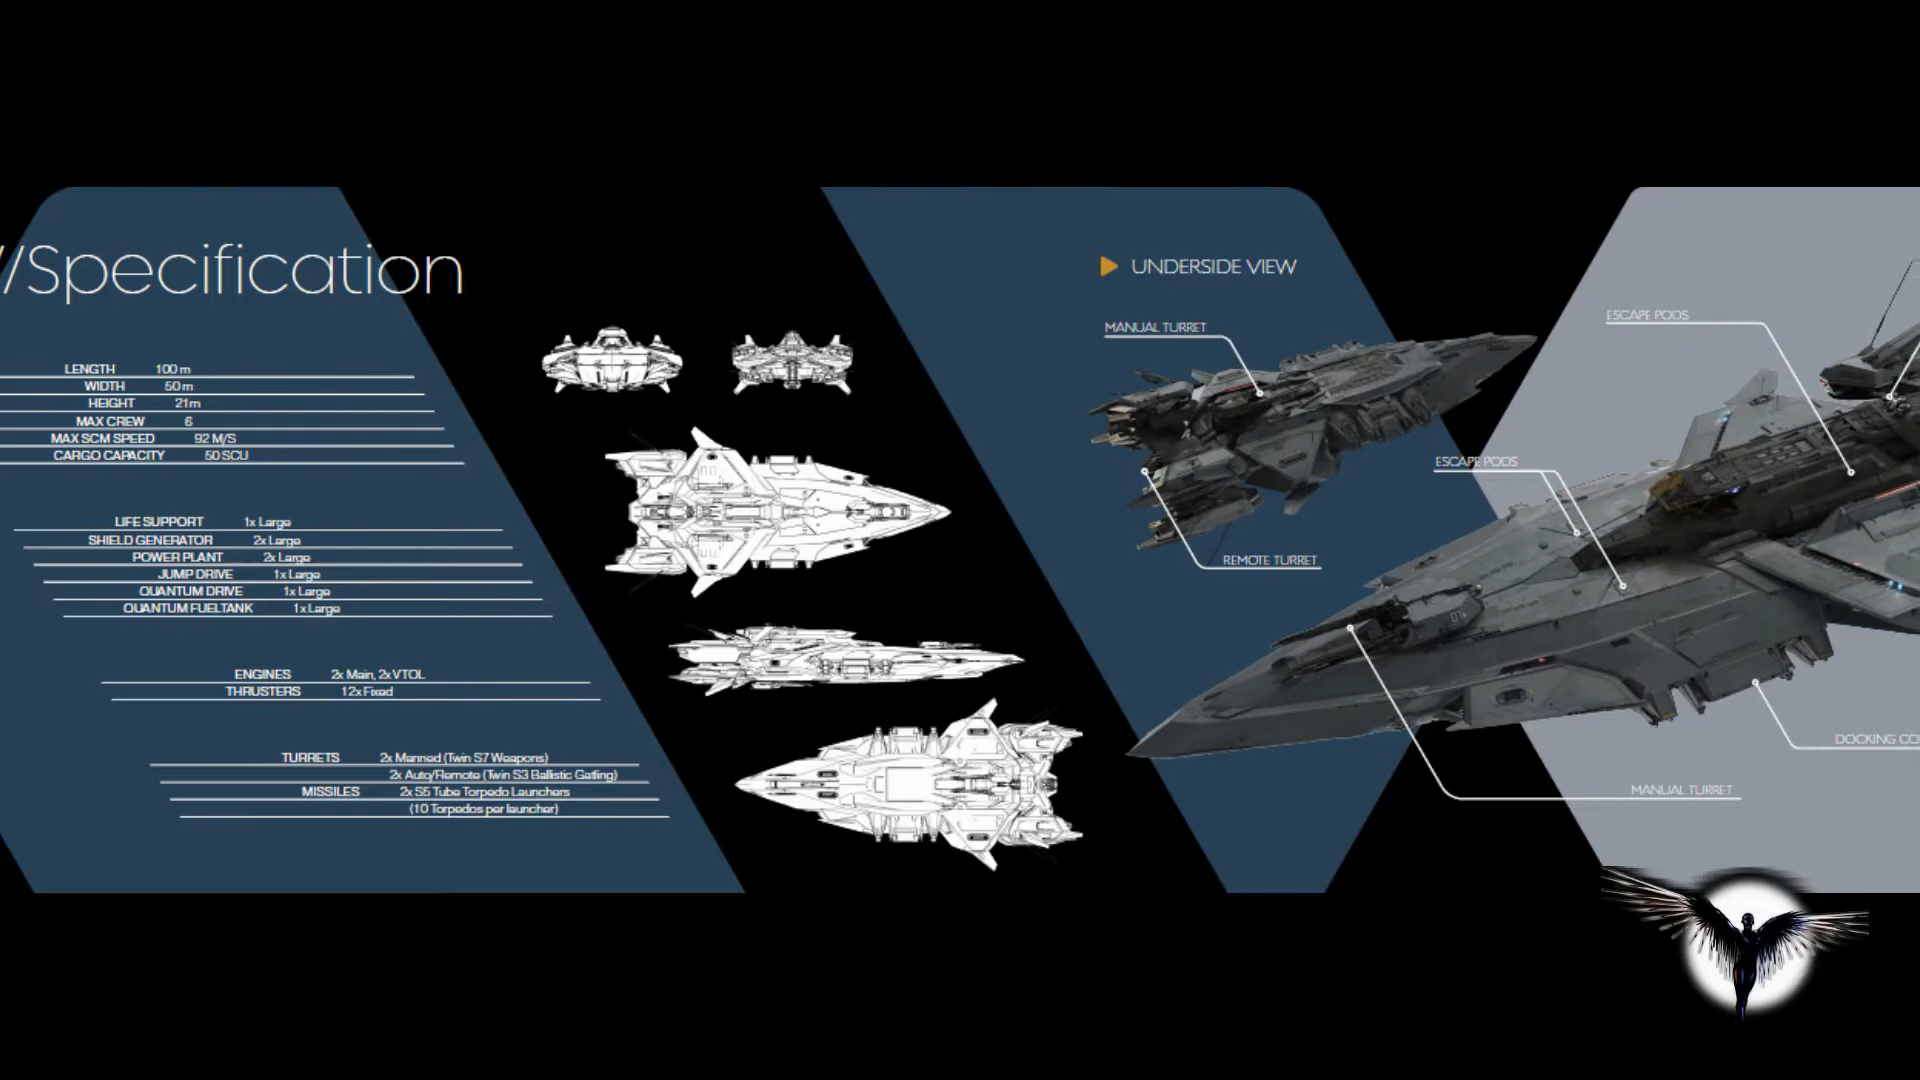 //Specification
LENGTH 100 m
WIDTH 50 m
HEIGHT 21m
MAX CREW 6
MAX SCM SPEED 92 M/S
CARGO CAPACITY 50 SCU
LIFE SUPPORT 1x Large
SHIELD GENERATOR 2x Large
POWER PLANT 2x Large
JUMP DRIVE 1x Large
QUANTUM DRIVE 1x Large
QUANTUM FUELTANK 1x Large
ENGINES 2x Main, 2x VTOL
THRUSTERS 12x Fixed
TURRETS 2x Manned (Twin S7 Weapons)
2x Auto/Remote (Twin S3 Ballistic Gatling)
MISSILES 2x S5 Tube Torpedo Launchers
(10 Torpedos per launcher)
UNDERSIDE VIEW
MANUAL TURRET
REMOTE TURRET
ESCAPE PODS
ESCAPE PODS
DOCKING CO
MANUAL TURRET